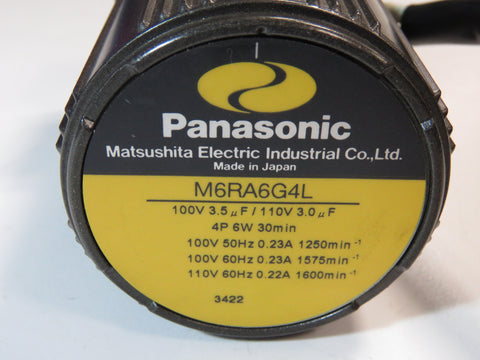 Panasonic
Matsushita Electric Industrial Co.,Ltd.
Made in Japan
M6RA6G4L
100V 3.5μF/110V 3.0μF
4P 6W 30min
100V 50Hz 0.23A 1250min⁻¹
100V 60Hz 0.23A 1575min⁻¹
110V 60Hz 0.22A 1600min⁻¹
3422